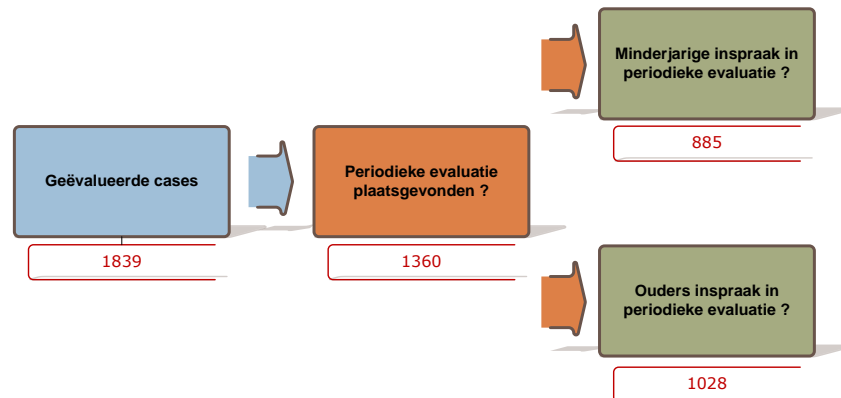 Geëvalueerde cases
1839
Periodieke evaluatie
plaatsgevonden ?
1360
Minderjarige inspraak in
periodieke evaluatie ?
885
Ouders inspraak in
periodieke evaluatie ?
1028